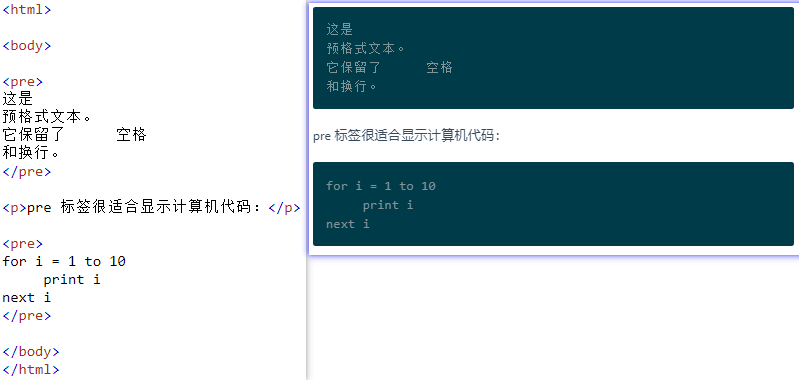 <html>
<body>
<pre>
这是
预格式文本。
它保留了      空格
和换行。
</pre>
<p>pre 标签很适合显示计算机代码：</p>
<pre>
for i = 1 to 10
     print i
next i
</pre>
</body>
</html>
这是
预格式文本。
它保留了      空格
和换行。
pre 标签很适合显示计算机代码：
for i = 1 to 10
     print i
next i